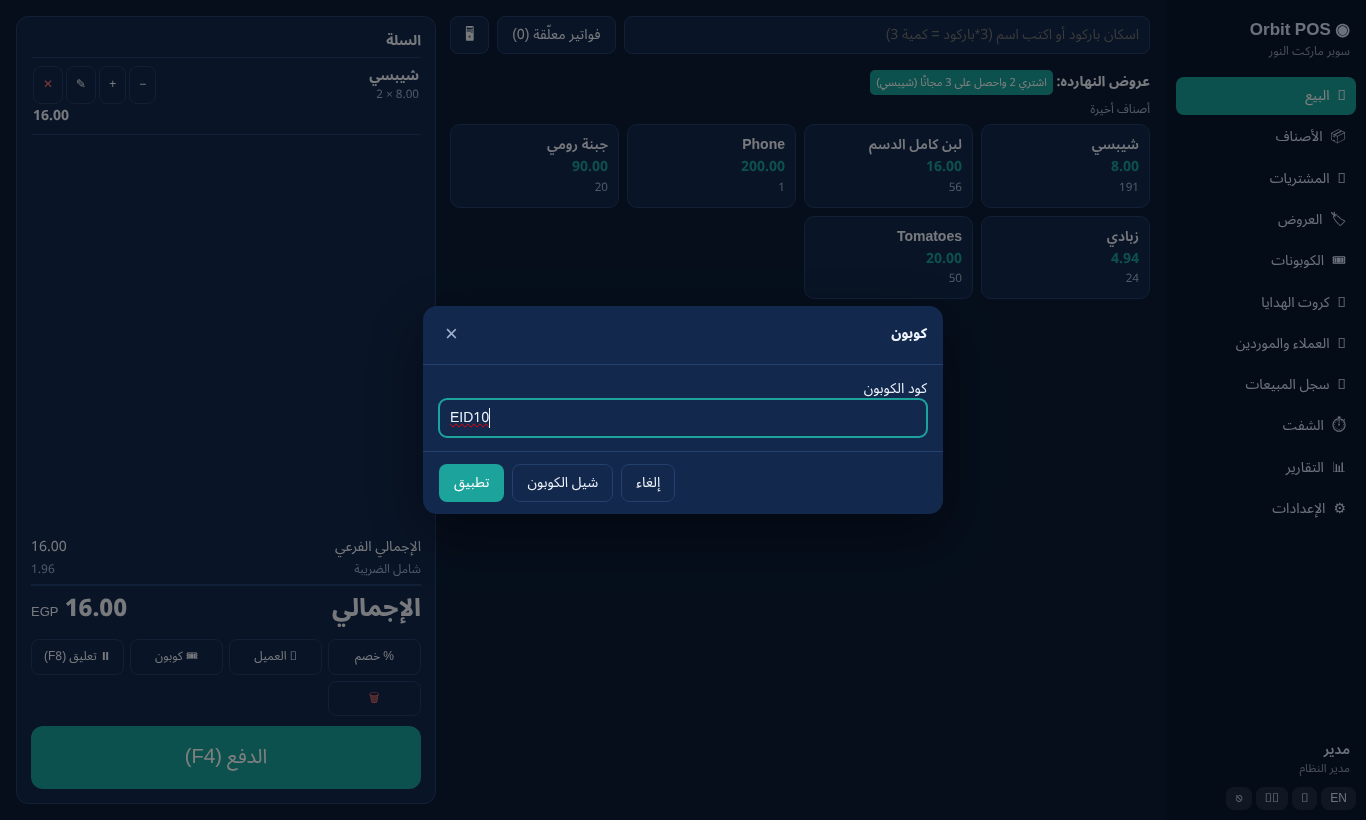 Orbit POS ◉
سوبر ماركت النور
البيع
الأصناف
المشتريات
العروض
الكوبونات
كروت الهدايا
العملاء والموردين
سجل المبيعات
الشفت
التقارير
الإعدادات
مدير
مدير النظام
EN
اسكان باركود أو اكتب اسم (3*باركود = كمية 3)
فواتير معلّقة (0)
عروض النهارده: اشتري 2 واحصل على 3 مجانًا (شيبسي)
أصناف أخيرة
شيبسي
8.00
191
لبن كامل الدسم
16.00
56
Phone
200.00
1
جبنة رومي
90.00
20
زبادي
4.94
24
Tomatoes
20.00
50
كوبون
×
كود الكوبون
EID10
إلغاء
شيل الكوبون
تطبيق
السلة
شيبسي
2 × 8.00
− + ✎ ×
16.00
الإجمالي الفرعي 16.00
شامل الضريبة 1.96
الإجمالي 16.00 EGP
% خصم
العميل
كوبون
تعليق (F8)
الدفع (F4)